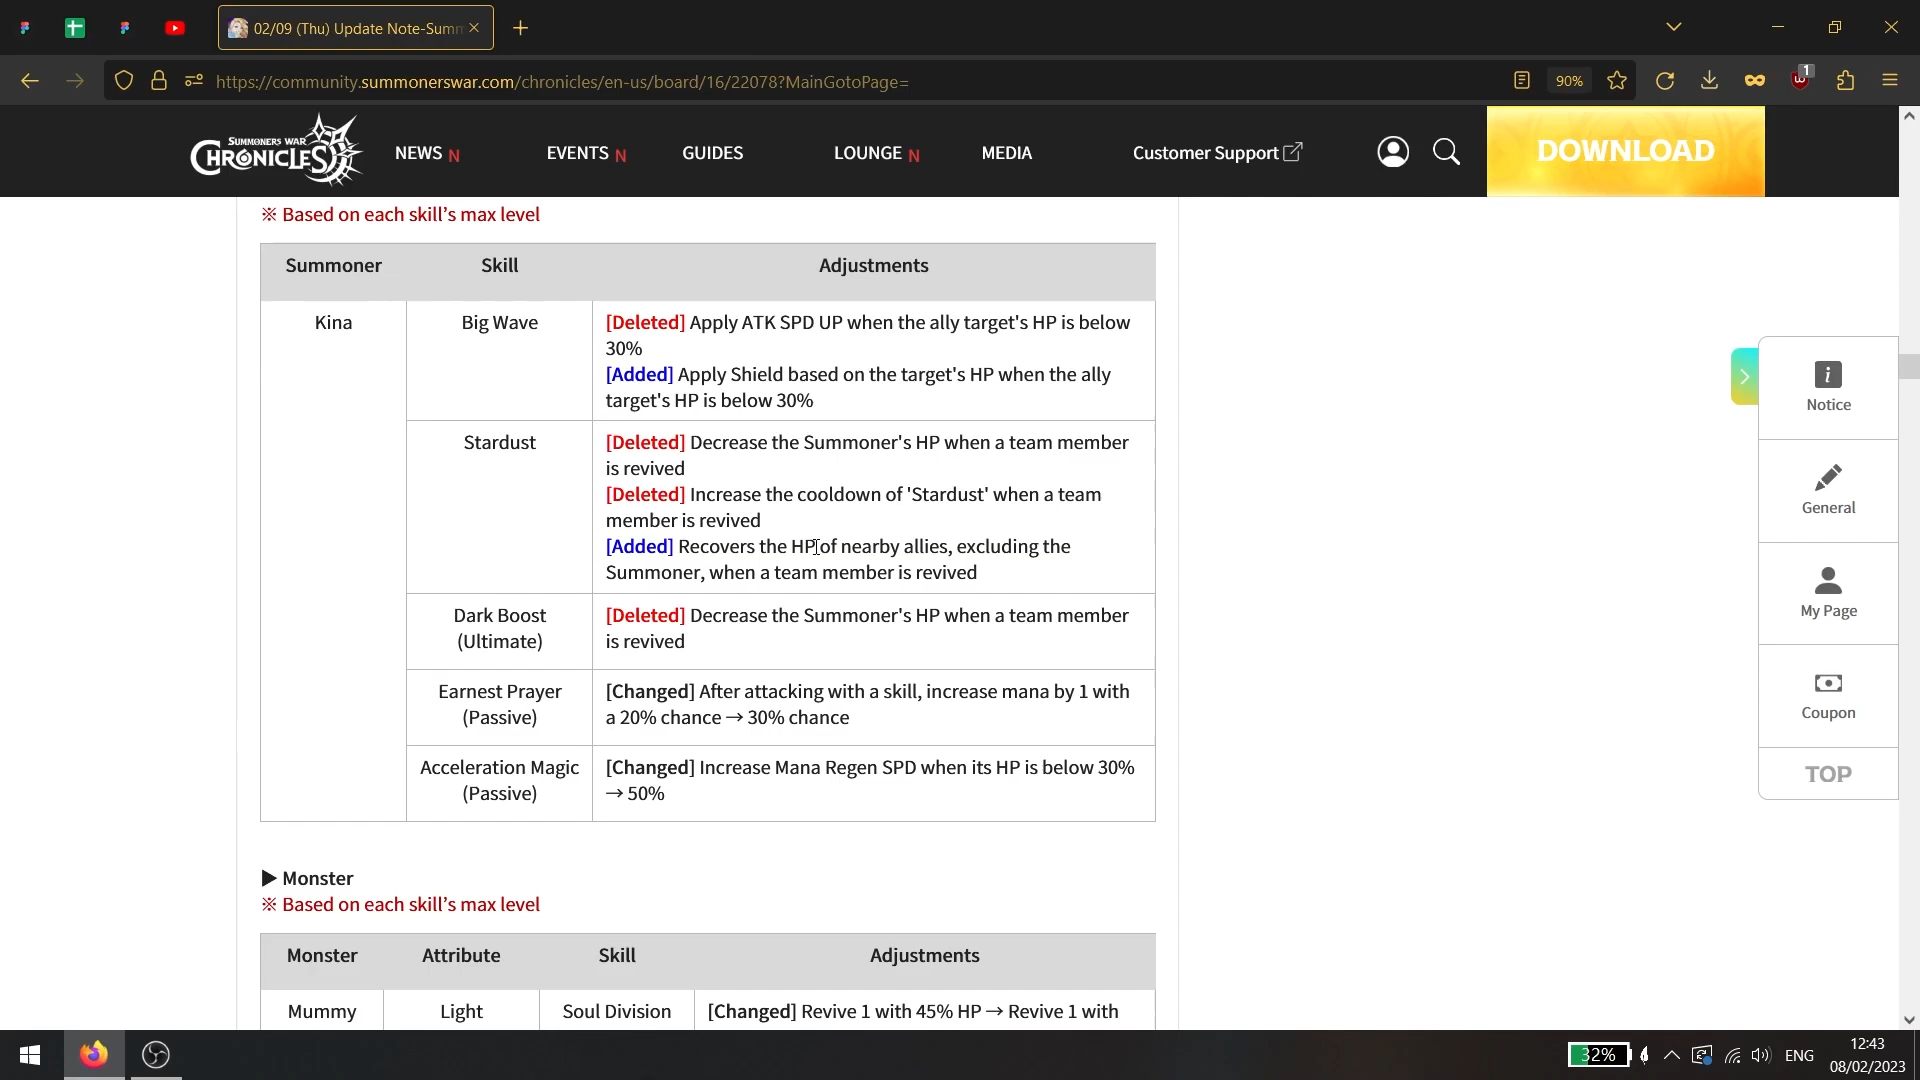 02/09 (Thu) Update Note-Summ
https://community.summonerswar.com/chronicles/en-us/board/16/22078?MainGotoPage=
90%
1
SUMMONERS WAR
CHRONICLES
NEWS N
EVENTS N
GUIDES
LOUNGE N
MEDIA
Customer Support
DOWNLOAD
※ Based on each skill’s max level
Summoner Skill Adjustments
Kina
Big Wave
[Deleted] Apply ATK SPD UP when the ally target's HP is below
30%
[Added] Apply Shield based on the target's HP when the ally
target's HP is below 30%
Stardust
[Deleted] Decrease the Summoner's HP when a team member
is revived
[Deleted] Increase the cooldown of 'Stardust' when a team
member is revived
[Added] Recovers the HP of nearby allies, excluding the
Summoner, when a team member is revived
Dark Boost
(Ultimate)
[Deleted] Decrease the Summoner's HP when a team member
is revived
Earnest Prayer
(Passive)
[Changed] After attacking with a skill, increase mana by 1 with
a 20% chance → 30% chance
Acceleration Magic
(Passive)
[Changed] Increase Mana Regen SPD when its HP is below 30%
→ 50%
▶ Monster
※ Based on each skill’s max level
Monster Attribute Skill Adjustments
Mummy Light Soul Division [Changed] Revive 1 with 45% HP → Revive 1 with
Notice
General
My Page
Coupon
TOP
32%
ENG
12:43
08/02/2023